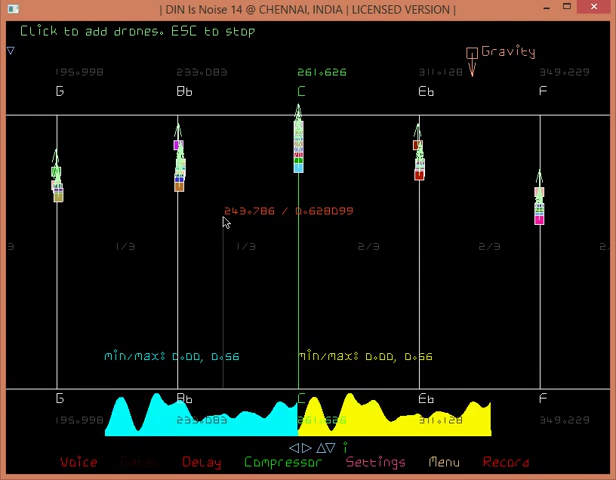 | DIN Is Noise 14 @ CHENNAI, INDIA | LICENSED VERSION |
Click to add drones. ESC to stop
Gravity
195.998 233.083 261.626 311.128 349.229
G Bb C Eb F
243.786 / 0.628099
3 1/3 1/3 2/3 2/3 2/
min/max: 0.00, 0.56 min/max: 0.00, 0.56
G Bb C Eb F
195.998 233.083 261.626 311.128 349.229
i
Voice Delay Compressor Settings Menu Record